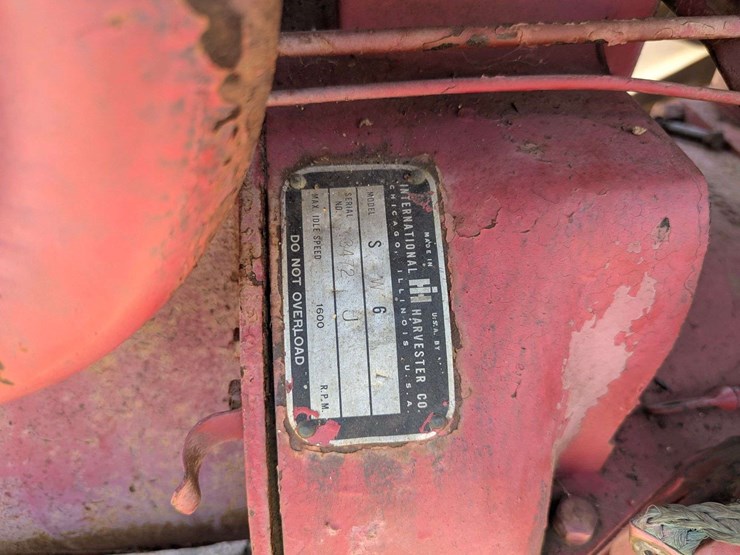 MADE IN U.S.A. BY
INTERNATIONAL IH HARVESTER CO.
CHICAGO, ILLINOIS U.S.A.
MODEL S W 6
SERIAL NO. 3472 J
MAX. IDLE SPEED 1600 R.P.M.
DO NOT OVERLOAD